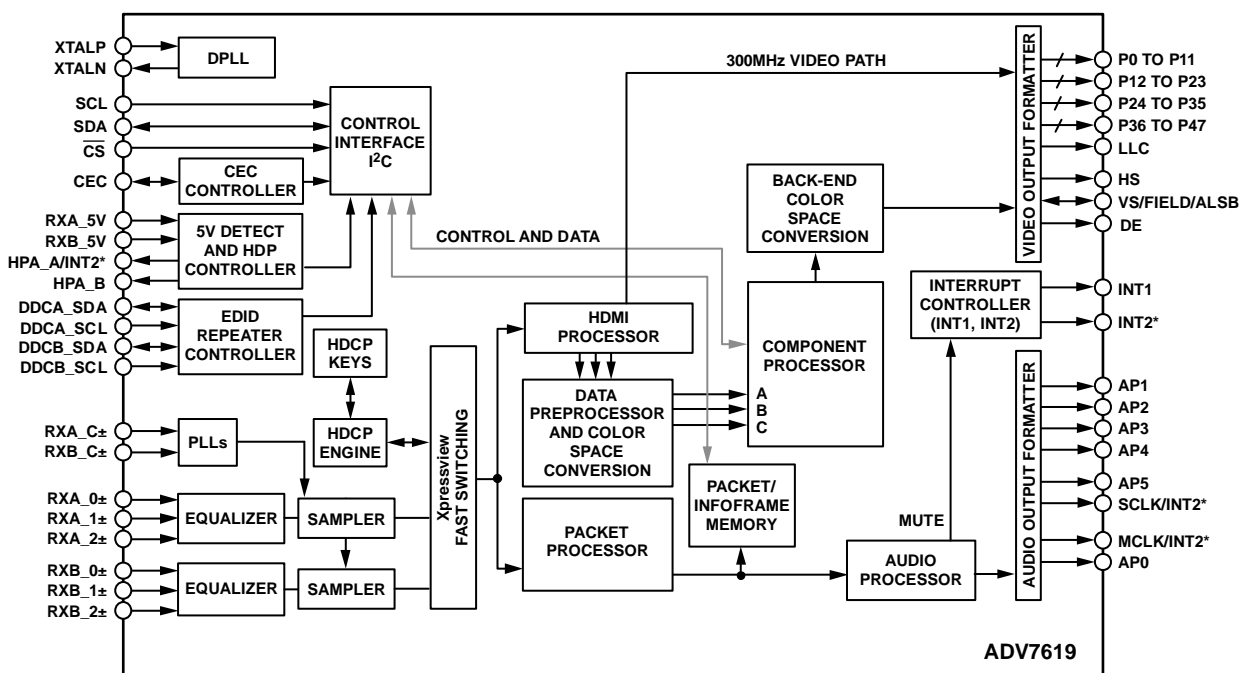 XTALP
XTALN
DPLL
SCL
SDA
CS
CEC
CEC
CONTROLLER
CONTROL
INTERFACE
I2C
RXA_5V
RXB_5V
HPA_A/INT2*
HPA_B
5V DETECT
AND HDP
CONTROLLER
DDCA_SDA
DDCA_SCL
DDCB_SDA
DDCB_SCL
EDID
REPEATER
CONTROLLER
HDCP
KEYS
HDCP
ENGINE
RXA_C±
RXB_C±
PLLs
RXA_0±
RXA_1±
RXA_2±
EQUALIZER
SAMPLER
RXB_0±
RXB_1±
RXB_2±
EQUALIZER
SAMPLER
Xpressview
FAST SWITCHING
300MHz VIDEO PATH
CONTROL AND DATA
HDMI
PROCESSOR
DATA
PREPROCESSOR
AND COLOR
SPACE
CONVERSION
PACKET
PROCESSOR
PACKET/
INFOFRAME
MEMORY
BACK-END
COLOR
SPACE
CONVERSION
COMPONENT
PROCESSOR
A
B
C
MUTE
AUDIO
PROCESSOR
INTERRUPT
CONTROLLER
(INT1, INT2)
VIDEO OUTPUT FORMATTER
AUDIO OUTPUT FORMATTER
P0 TO P11
P12 TO P23
P24 TO P35
P36 TO P47
LLC
HS
VS/FIELD/ALSB
DE
INT1
INT2*
AP1
AP2
AP3
AP4
AP5
SCLK/INT2*
MCLK/INT2*
AP0
ADV7619